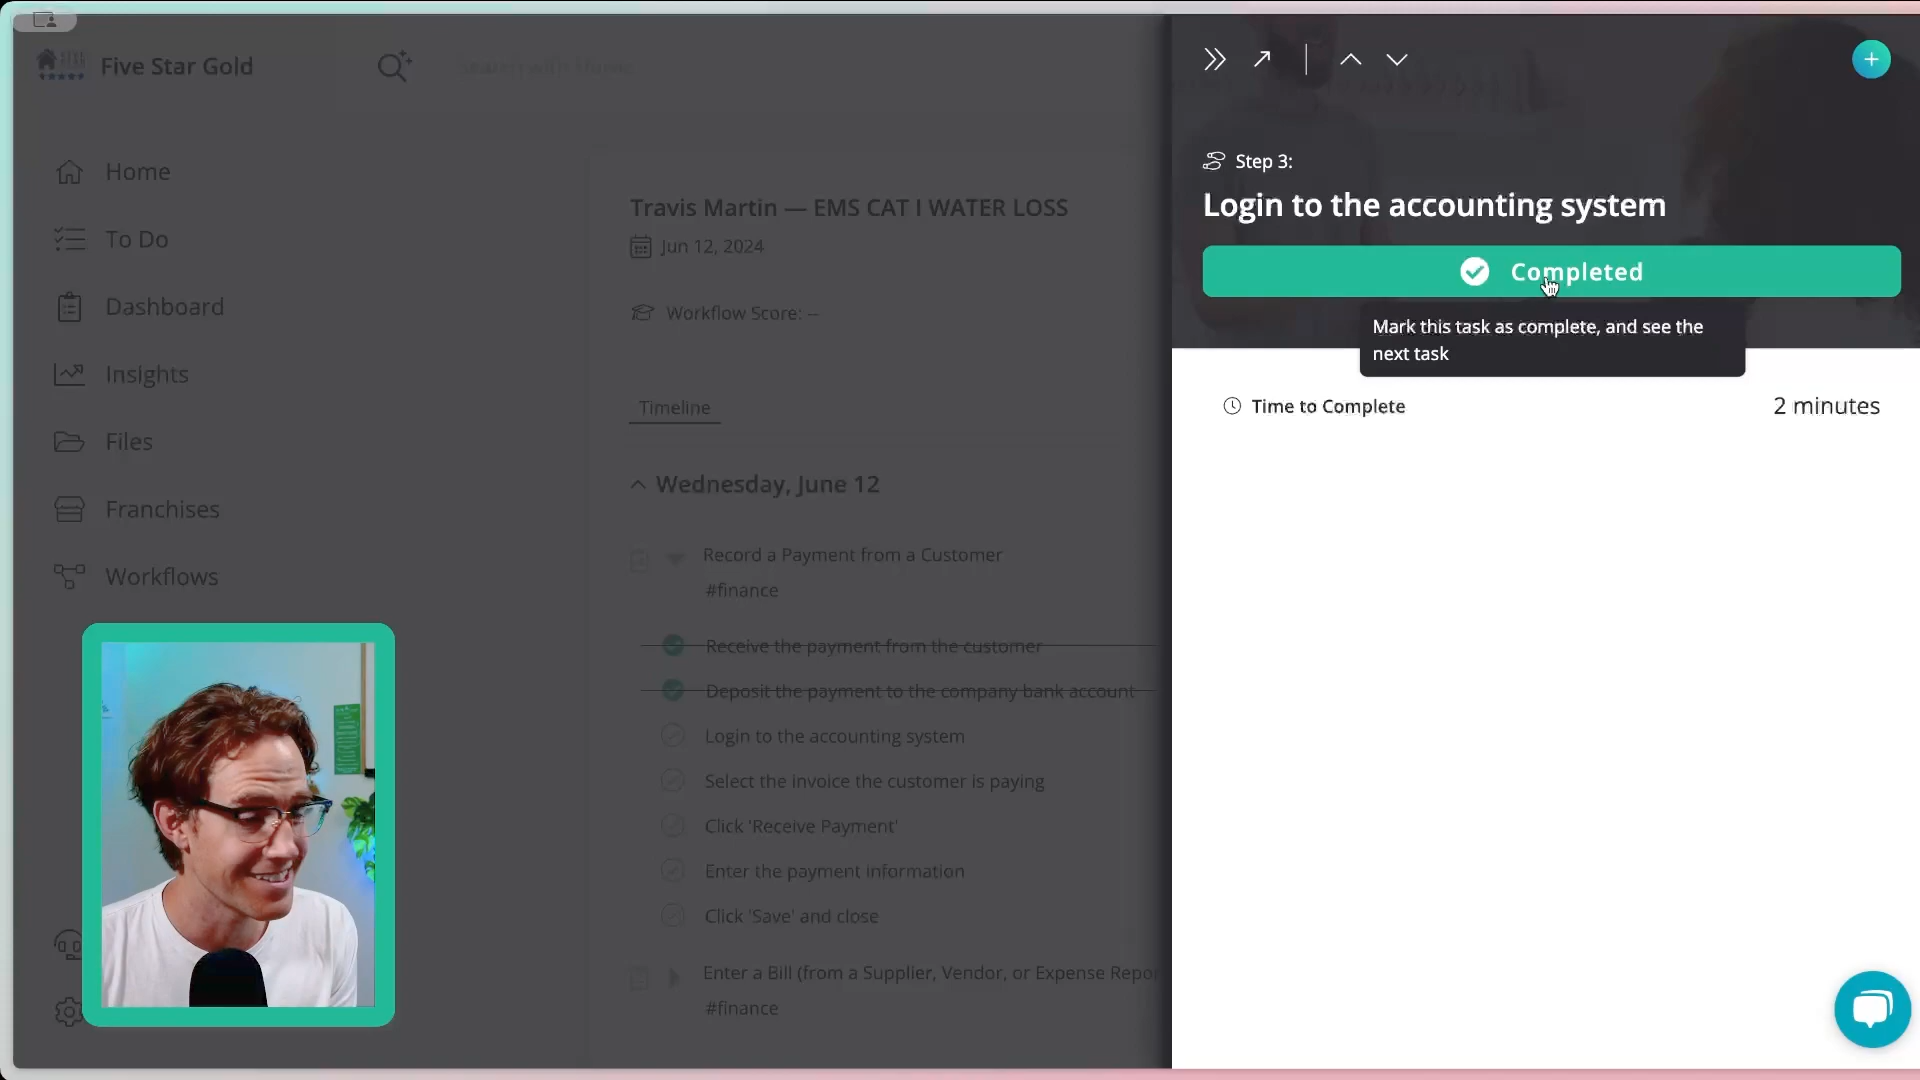 Five Star Gold
Home
To Do
Dashboard
Insights
Files
Franchises
Workflows
Travis Martin — EMS CAT I WATER LOSS
Jun 12, 2024
Workflow Score: –
Timeline
Wednesday, June 12
Record a Payment from a Customer
#finance
Receive the payment from the customer
Deposit the payment to the company bank account
Login to the accounting system
Select the invoice the customer is paying
Click 'Receive Payment'
Enter the payment information
Click 'Save' and close
Enter a Bill (from a Supplier, Vendor, or Expense Repo
#finance
Step 3:
Login to the accounting system
Completed
Mark this task as complete, and see the
next task
Time to Complete
2 minutes